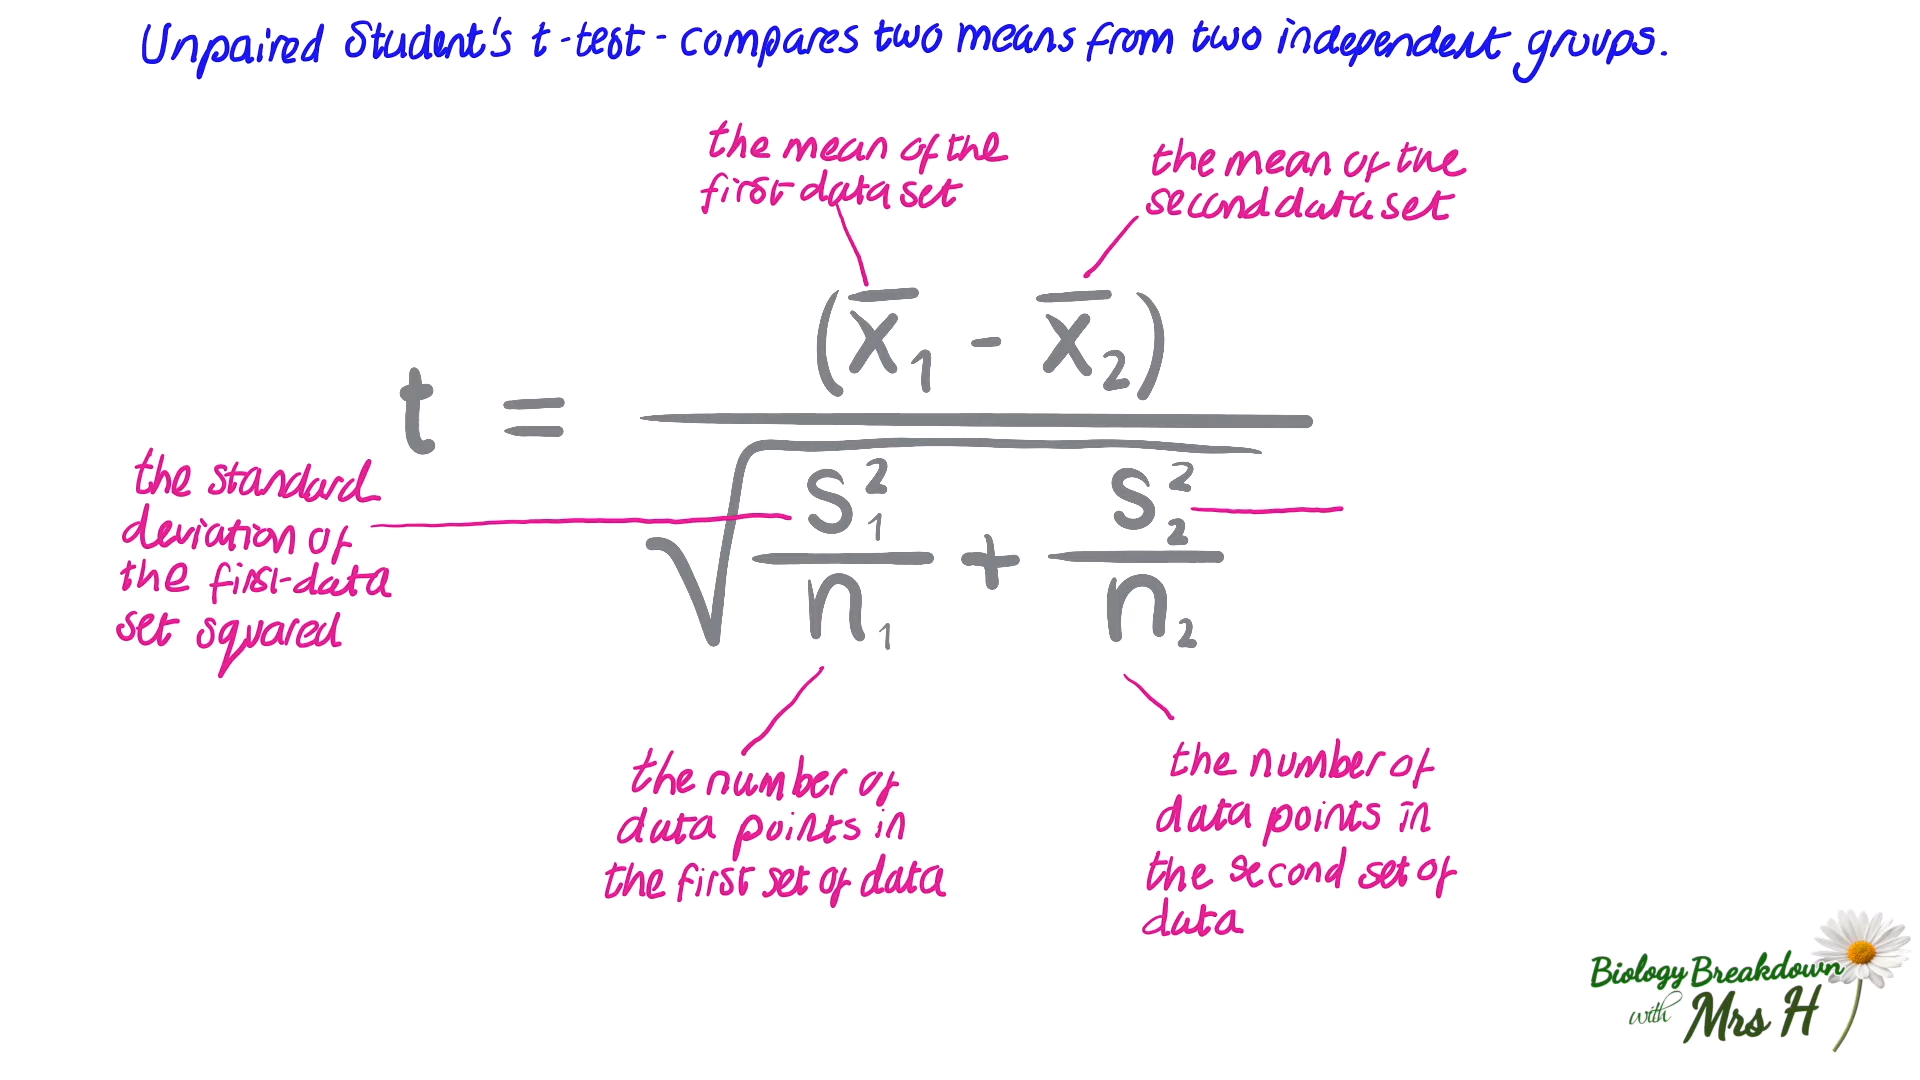 Unpaired Student's t-test - compares two means from two independent groups.
the mean of the
first data set
the mean of the
second data set
t = (x̄₁ - x̄₂)
√ s₁² + s₂²
n₁ n₂
the standard
deviation of
the first data
set squared
the number of
data points in
the first set of data
the number of
data points in
the second set of
data
Biology Breakdown
with Mrs H